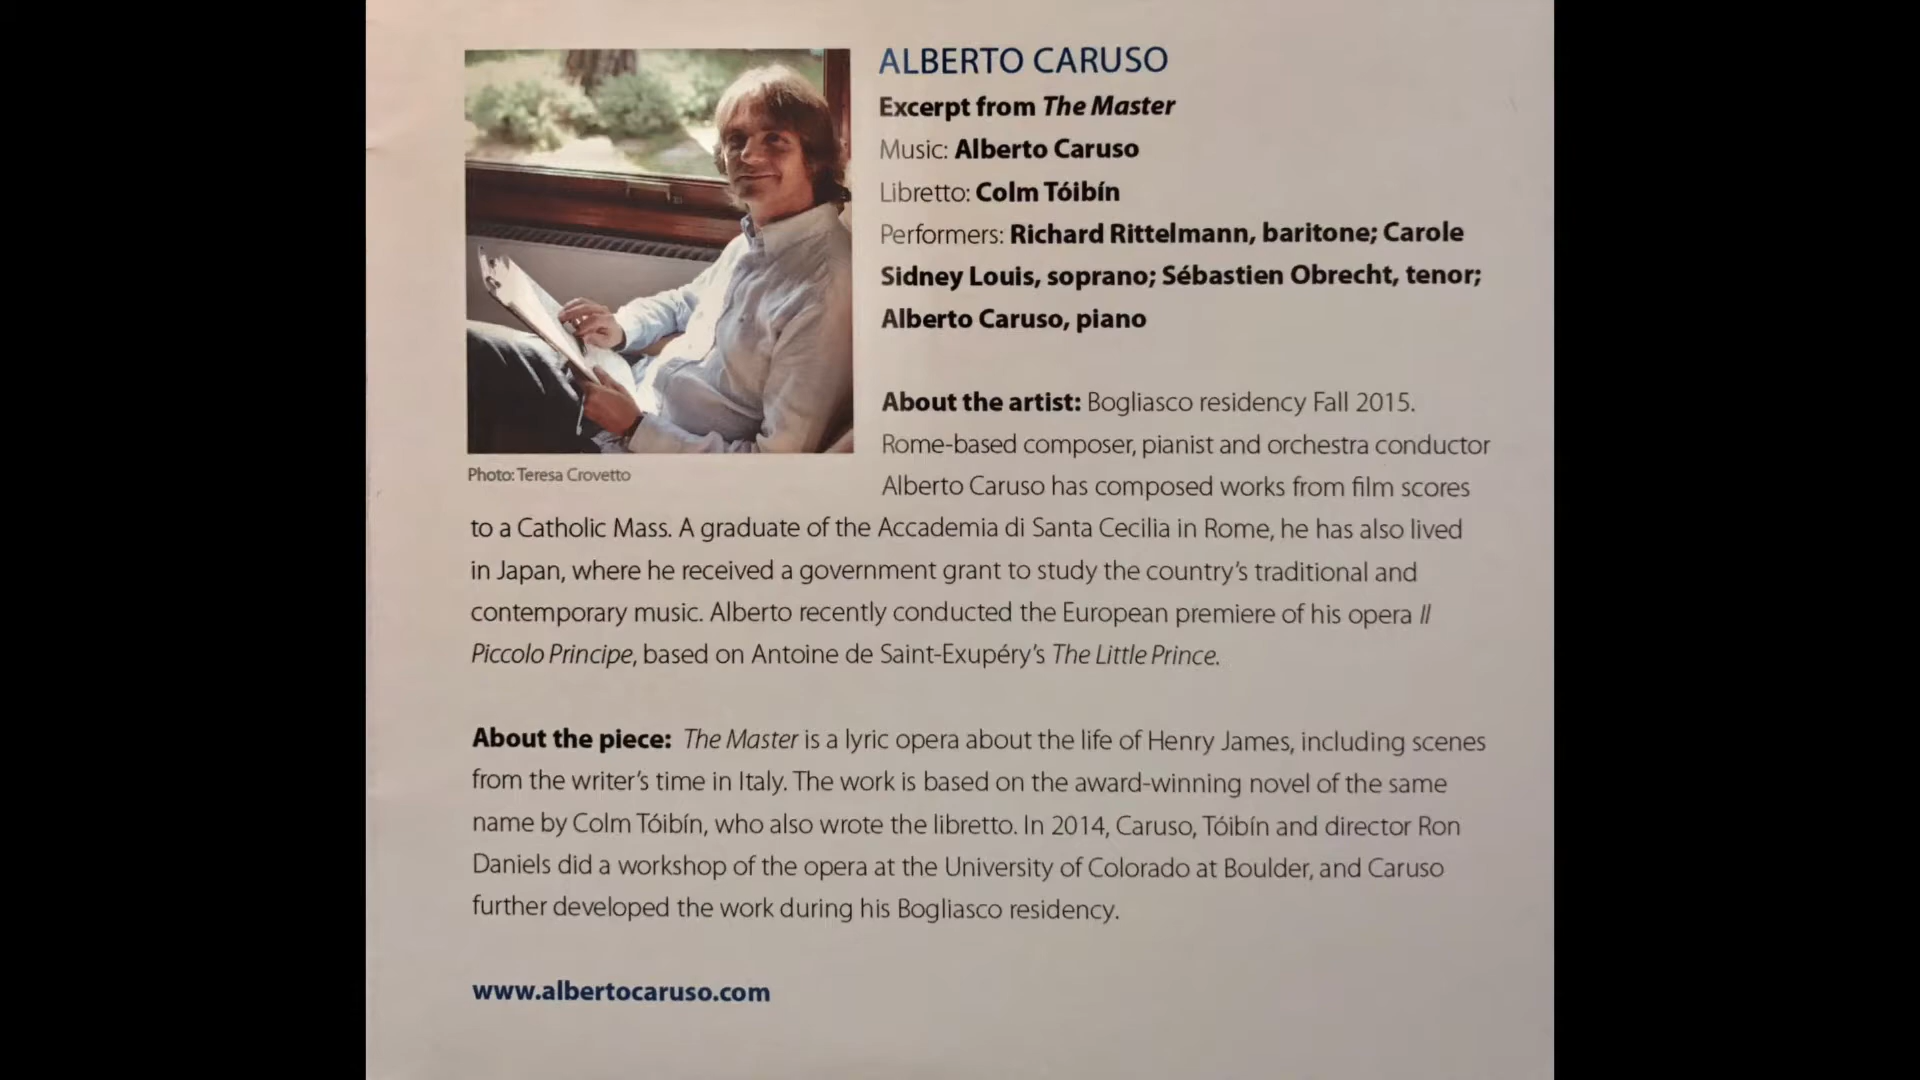 ALBERTO CARUSO
Excerpt from The Master
Music: Alberto Caruso
Libretto: Colm Tóibín
Performers: Richard Rittelmann, baritone; Carole
Sidney Louis, soprano; Sébastien Obrecht, tenor;
Alberto Caruso, piano
Photo: Teresa Crovetto
About the artist: Bogliasco residency Fall 2015.
Rome-based composer, pianist and orchestra conductor
Alberto Caruso has composed works from film scores
to a Catholic Mass. A graduate of the Accademia di Santa Cecilia in Rome, he has also lived
in Japan, where he received a government grant to study the country's traditional and
contemporary music. Alberto recently conducted the European premiere of his opera Il
Piccolo Principe, based on Antoine de Saint-Exupéry's The Little Prince.
About the piece: The Master is a lyric opera about the life of Henry James, including scenes
from the writer's time in Italy. The work is based on the award-winning novel of the same
name by Colm Tóibín, who also wrote the libretto. In 2014, Caruso, Tóibín and director Ron
Daniels did a workshop of the opera at the University of Colorado at Boulder, and Caruso
further developed the work during his Bogliasco residency.
www.albertocaruso.com